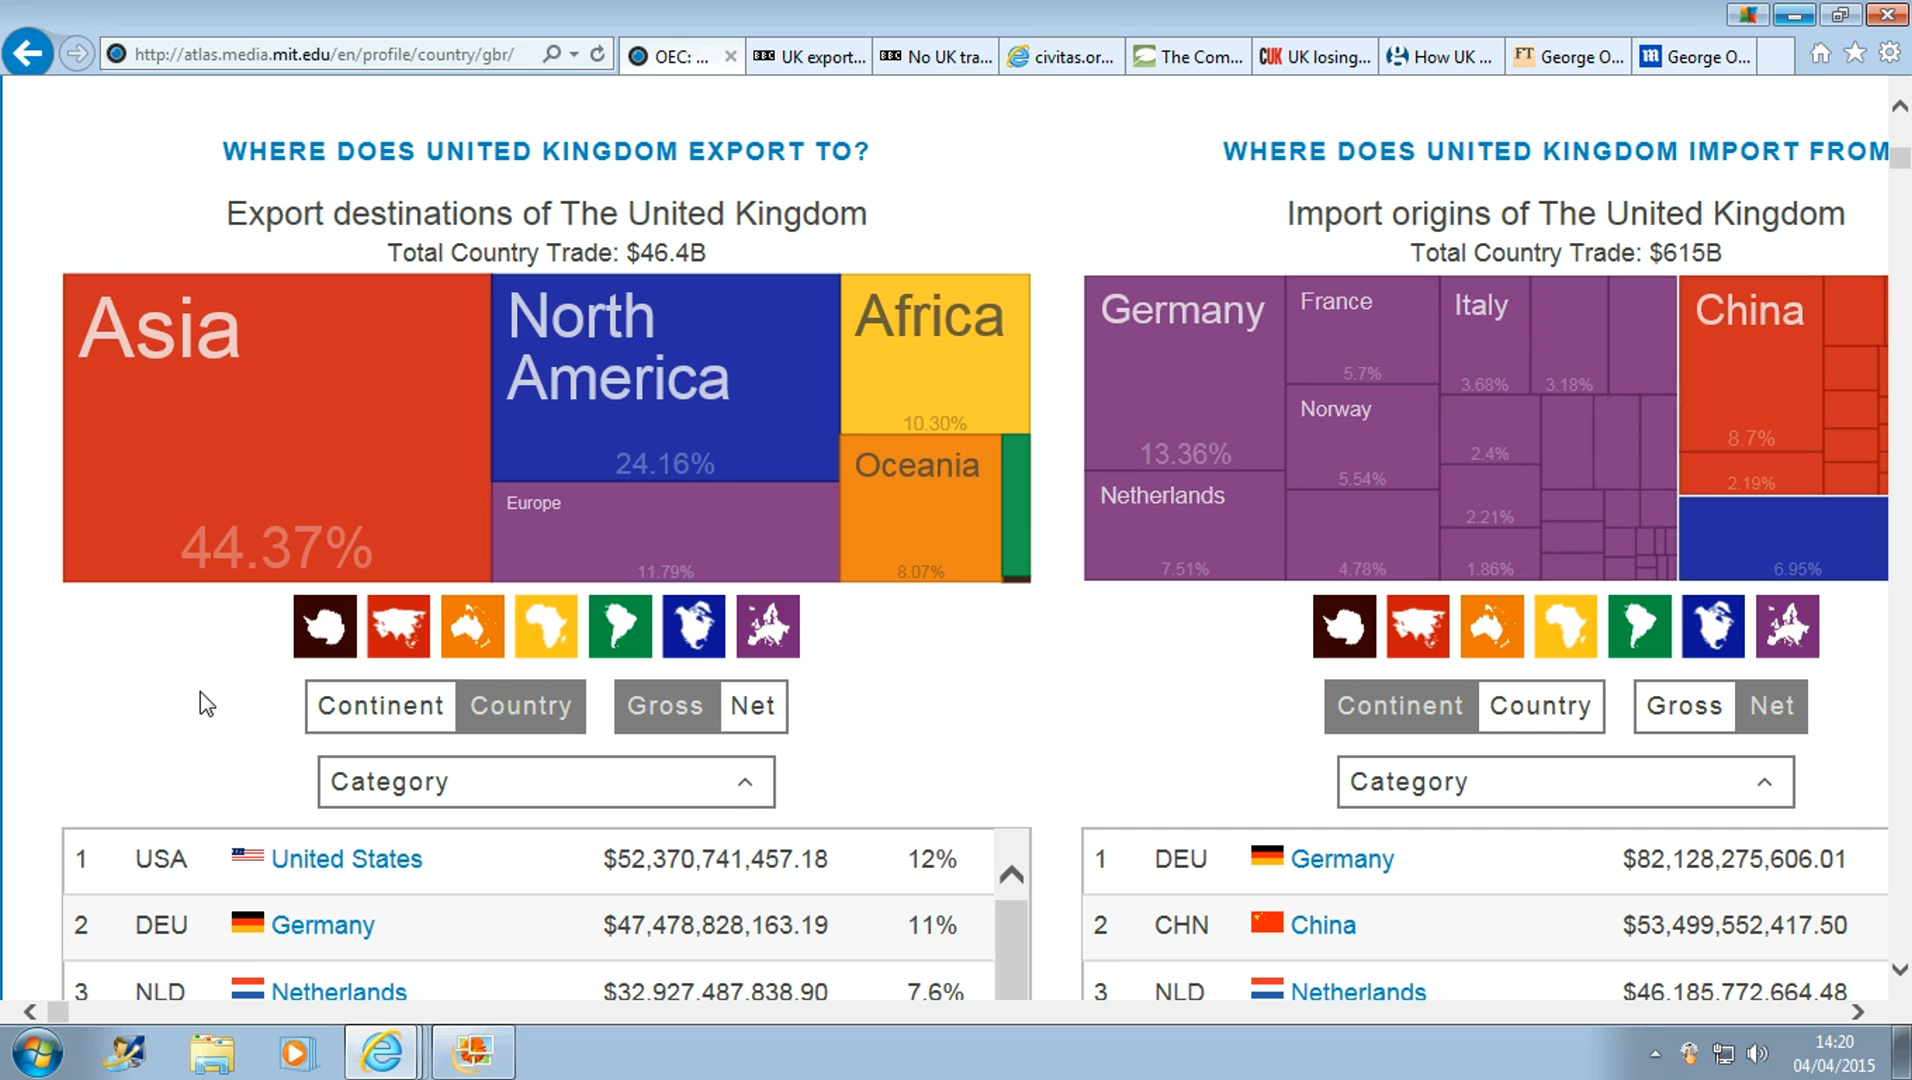 http://atlas.media.mit.edu/en/profile/country/gbr/
OEC: ...
UK export...
No UK tra...
civitas.or...
The Com...
CUK UK losing...
How UK ...
FT George O...
m George O...
WHERE DOES UNITED KINGDOM EXPORT TO?
Export destinations of The United Kingdom
Total Country Trade: $46.4B
Asia
44.37%
North
America
24.16%
Europe
11.79%
Africa
10.30%
Oceania
8.07%
Continent Country Gross Net
Category
1 USA United States $52,370,741,457.18 12%
2 DEU Germany $47,478,828,163.19 11%
3 NLD Netherlands $32,927,487,838.90 7.6%
WHERE DOES UNITED KINGDOM IMPORT FROM
Import origins of The United Kingdom
Total Country Trade: $615B
Germany
13.36%
Netherlands
7.51%
France
5.7%
Norway
5.54%
4.78%
Italy
3.68%
3.18%
2.4%
2.21%
1.86%
China
8.7%
2.19%
6.95%
Continent Country Gross Net
Category
1 DEU Germany $82,128,275,606.01
2 CHN China $53,499,552,417.50
3 NLD Netherlands $46,185,772,664.48
14:20
04/04/2015